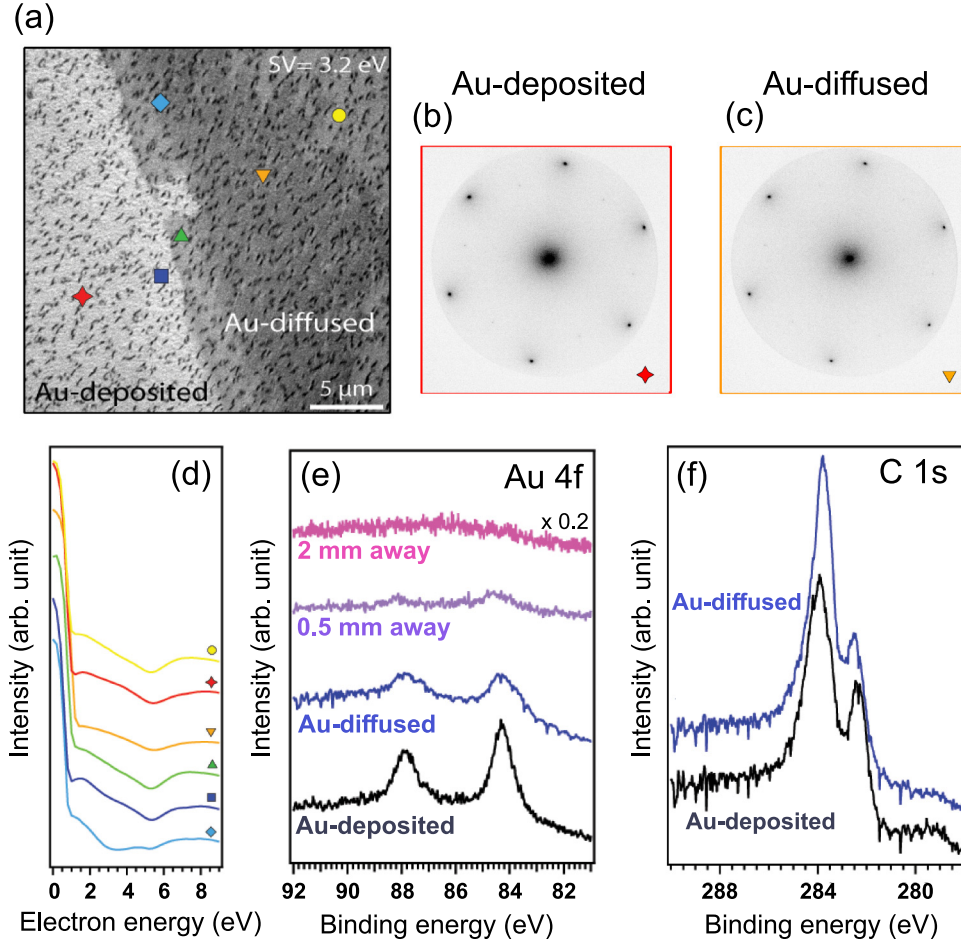 (a)
SV= 3.2 eV
Au-diffused
Au-deposited
5 μm
Au-deposited
(b)
Au-diffused
(c)
(d)
Intensity (arb. unit)
0 2 4 6 8
Electron energy (eV)
(e)
Au 4f
x 0.2
2 mm away
0.5 mm away
Au-diffused
Au-deposited
Intensity (arb. unit)
92 90 88 86 84 82
Binding energy (eV)
(f)
C 1s
Au-diffused
Au-deposited
Intensity (arb. unit)
288 284 280
Binding energy (eV)